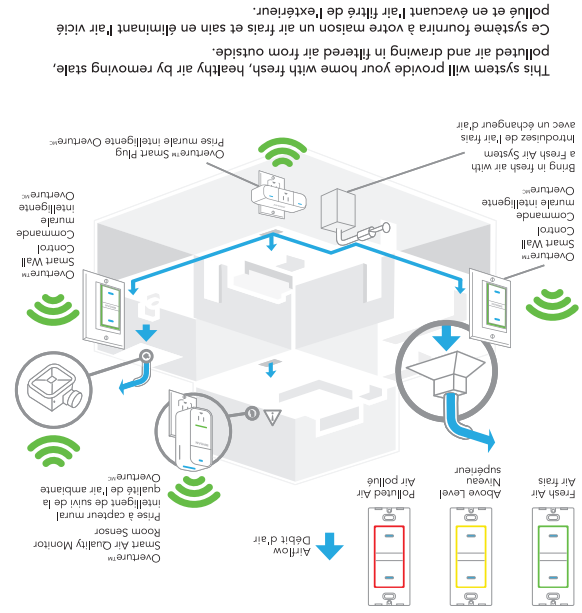 Fresh Air
Air frais
Above Level
Niveau
supérieur
Polluted Air
Air pollué
Airflow
Débit d'air
Overture™
Smart Air Quality Monitor
Room Sensor
Prise à capteur mural
intelligente de suivi de la
qualité de l'air ambiante
Overtureᴹᶜ
Overture™
Smart Wall
Control
Commande
murale intelligente
Overtureᴹᶜ
Overture™
Smart Wall
Control
Commande
murale
intelligente
Overtureᴹᶜ
Bring in fresh air with
a Fresh Air System
Introduisez de l'air frais
avec un échangeur d'air
Overture™ Smart Plug
Prise murale intelligente Overtureᴹᶜ
This system will provide your home with fresh, healthy air by removing stale,
polluted air and drawing in filtered air from outside.
Ce système fournira à votre maison un air frais et sain en éliminant l'air vicié
pollué et en évacuant l'air filtré de l'extérieur.